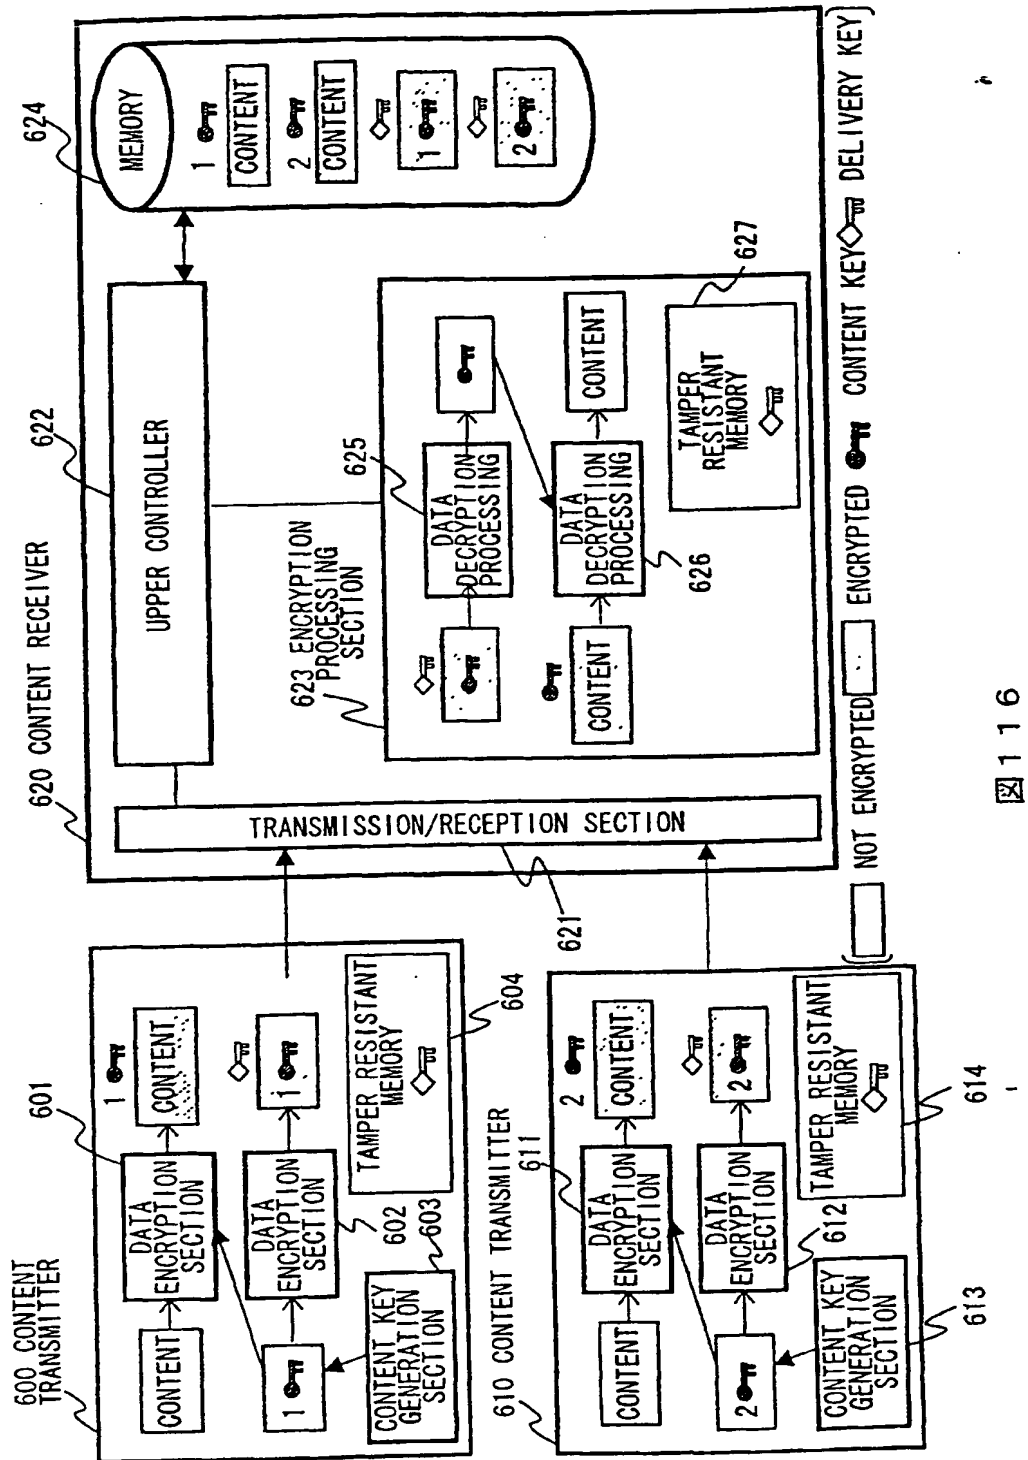 600 CONTENT
TRANSMITTER
601
1
CONTENT
DATA
ENCRYPTION
SECTION
CONTENT
1
DATA
ENCRYPTION
SECTION
1
602
603
CONTENT KEY
GENERATION
SECTION
TAMPER RESISTANT
MEMORY
604
610 CONTENT TRANSMITTER
611
2
CONTENT
DATA
ENCRYPTION
SECTION
CONTENT
2
DATA
ENCRYPTION
SECTION
2
612
CONTENT KEY
GENERATION
SECTION
613
TAMPER RESISTANT
MEMORY
614
620 CONTENT RECEIVER
621
TRANSMISSION/RECEPTION SECTION
622
UPPER CONTROLLER
624
MEMORY
1
CONTENT
2
CONTENT
1
2
623 ENCRYPTION
PROCESSING
SECTION
625
DATA
DECRYPTION
PROCESSING
CONTENT
DATA
DECRYPTION
PROCESSING
CONTENT
626
627
TAMPER
RESISTANT
MEMORY
NOT ENCRYPTED
ENCRYPTED
CONTENT KEY
DELIVERY KEY
図116